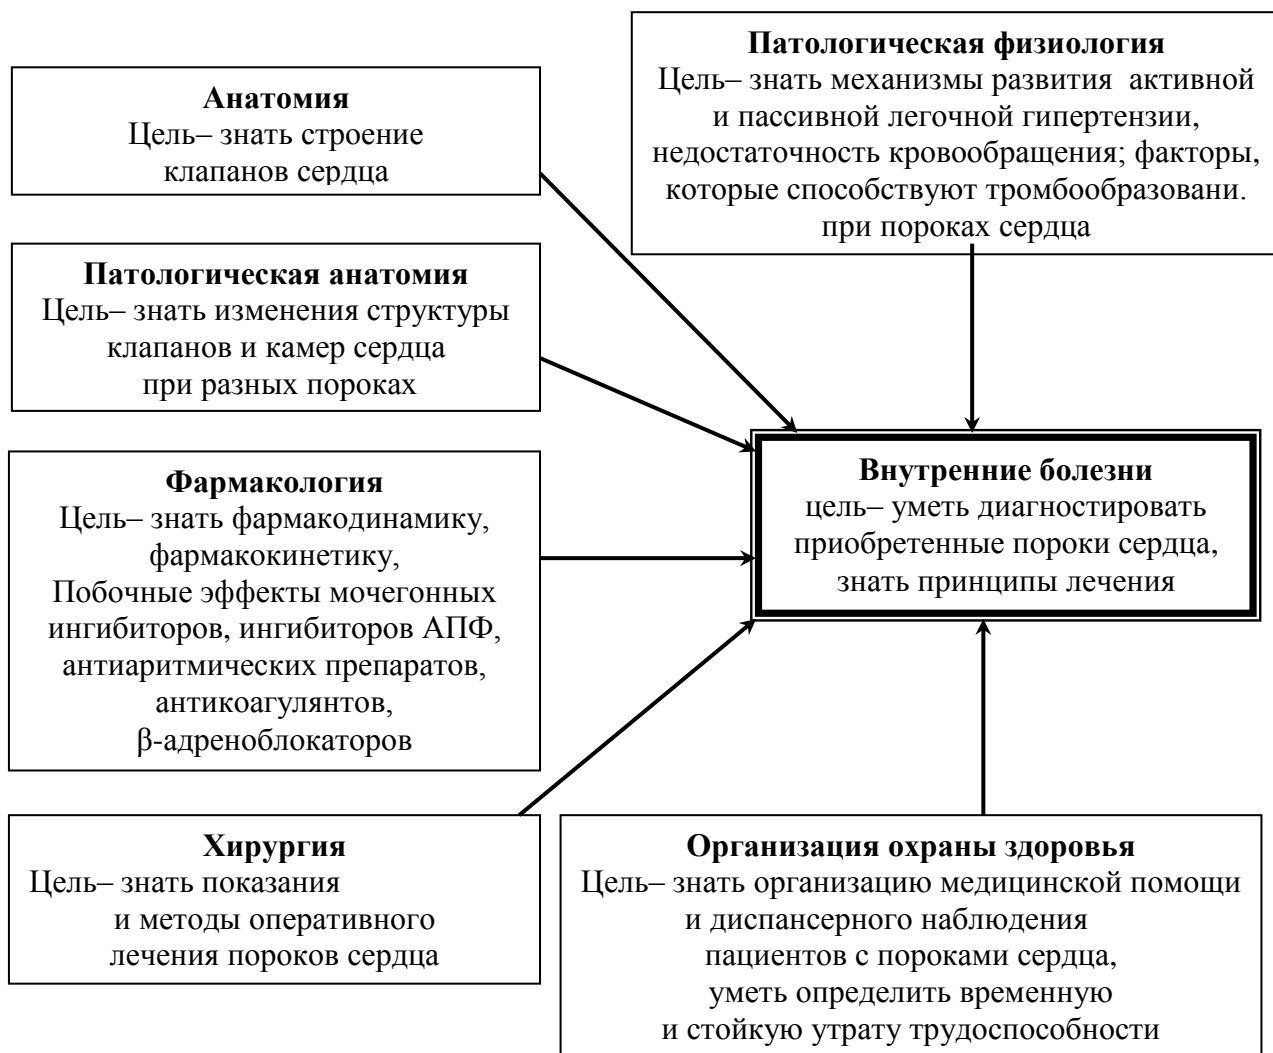 Анатомия
Цель– знать строение
клапанов сердца
Патологическая физиология
Цель– знать механизмы развития активной
и пассивной легочной гипертензии,
недостаточность кровообращения; факторы,
которые способствуют тромбообразовани.
при пороках сердца
Патологическая анатомия
Цель– знать изменения структуры
клапанов и камер сердца
при разных пороках
Фармакология
Цель– знать фармакодинамику,
фармакокинетику,
Побочные эффекты мочегонных
ингибиторов, ингибиторов АПФ,
антиаритмических препаратов,
антикоагулянтов,
β-адреноблокаторов
Внутренние болезни
цель– уметь диагностировать
приобретенные пороки сердца,
знать принципы лечения
Хирургия
Цель– знать показания
и методы оперативного
лечения пороков сердца
Организация охраны здоровья
Цель– знать организацию медицинской помощи
и диспансерного наблюдения
пациентов с пороками сердца,
уметь определить временную
и стойкую утрату трудоспособности